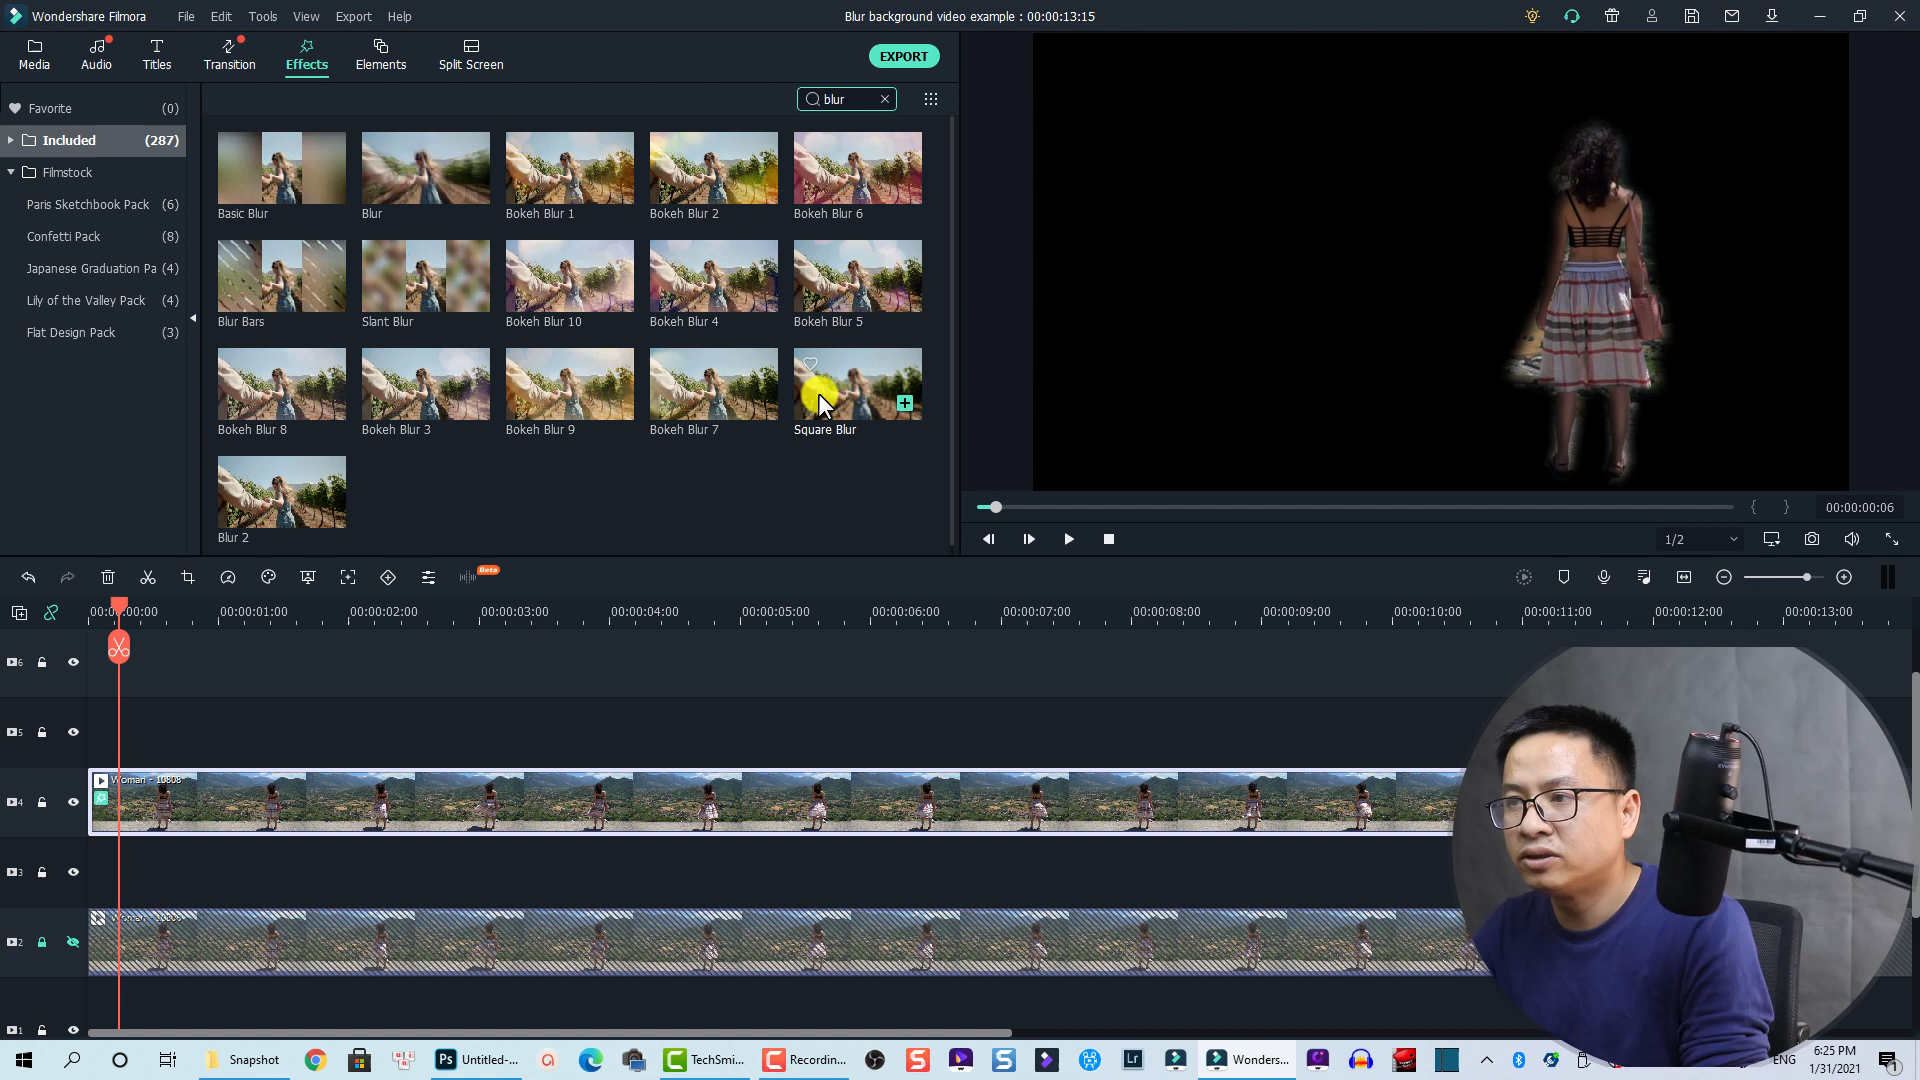 Wondershare Filmora
File
Edit
Tools
View
Export
Help
Blur background video example : 00:00:13:15
Media
Audio
Titles
Transition
Effects
Elements
Split Screen
EXPORT
Favorite (0)
Included (287)
Filmstock
Paris Sketchbook Pack (6)
Confetti Pack (8)
Japanese Graduation Pa (4)
Lily of the Valley Pack (4)
Flat Design Pack (3)
blur
Basic Blur
Blur
Bokeh Blur 1
Bokeh Blur 2
Bokeh Blur 6
Blur Bars
Slant Blur
Bokeh Blur 10
Bokeh Blur 4
Bokeh Blur 5
Bokeh Blur 8
Bokeh Blur 3
Bokeh Blur 9
Bokeh Blur 7
Square Blur
Blur 2
{ }
00:00:00:06
1/2
Beta
00:00:00:00
00:00:01:00
00:00:02:00
00:00:03:00
00:00:04:00
00:00:05:00
00:00:06:00
00:00:07:00
00:00:08:00
00:00:09:00
00:00:10:00
00:00:11:00
00:00:12:00
00:00:13:00
6
5
4
Woman - 10808
3
2
Woman - 10808
1
Snapshot
Ps
Untitled-...
TechSmi...
Recordin...
Lr
Wonders...
ENG
6:25 PM
1/31/2021
1